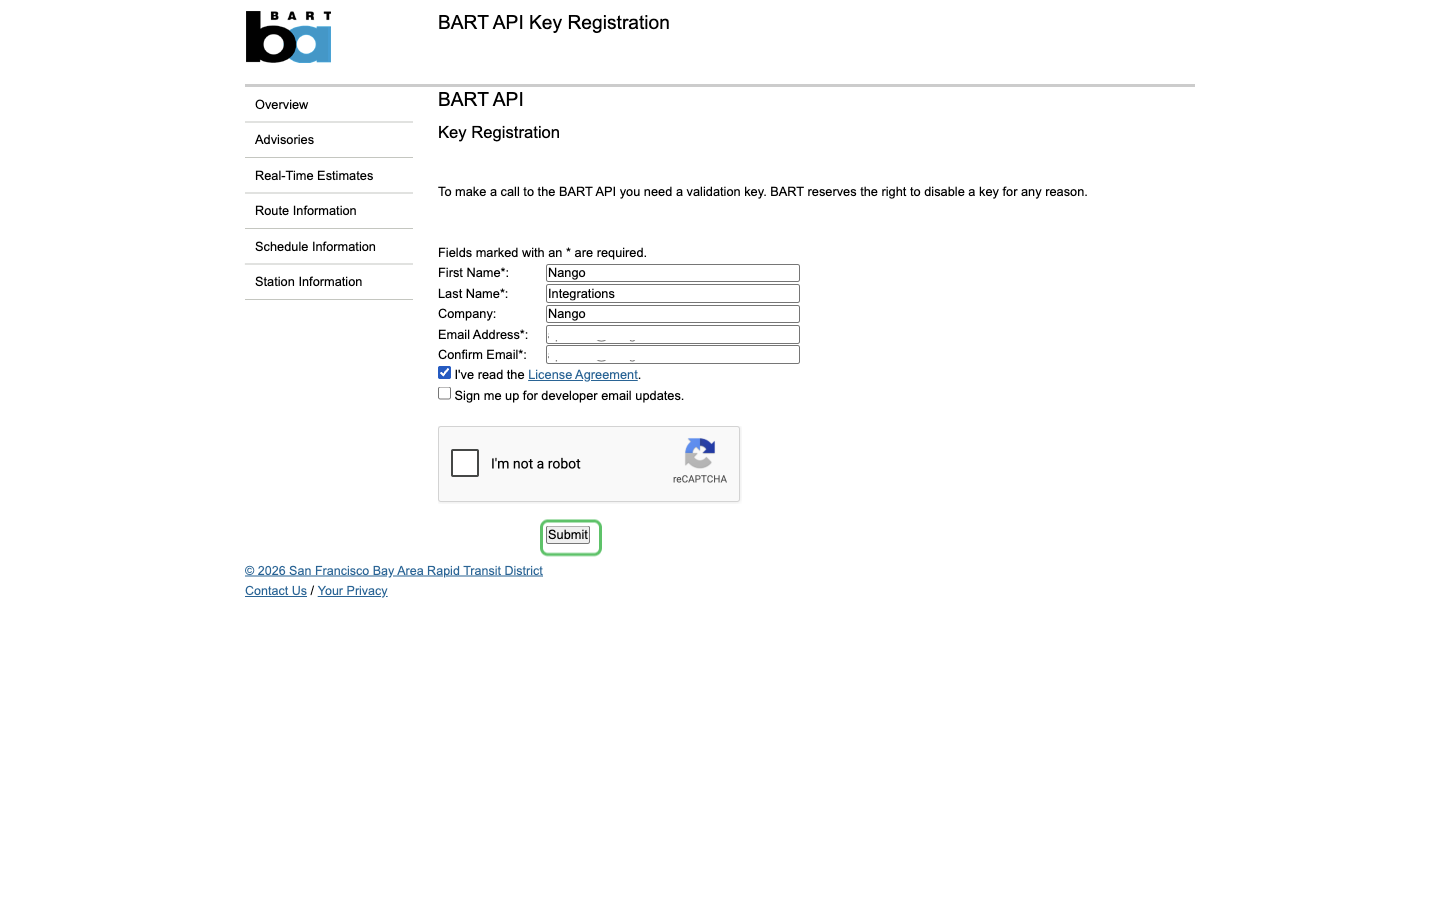 BART
ba
BART API Key Registration
Overview
Advisories
Real-Time Estimates
Route Information
Schedule Information
Station Information
BART API
Key Registration
To make a call to the BART API you need a validation key. BART reserves the right to disable a key for any reason.
Fields marked with an * are required.
First Name*: Nango
Last Name*: Integrations
Company: Nango
Email Address*:
Confirm Email*:
I've read the License Agreement.
Sign me up for developer email updates.
I'm not a robot
reCAPTCHA
Submit
© 2026 San Francisco Bay Area Rapid Transit District
Contact Us / Your Privacy